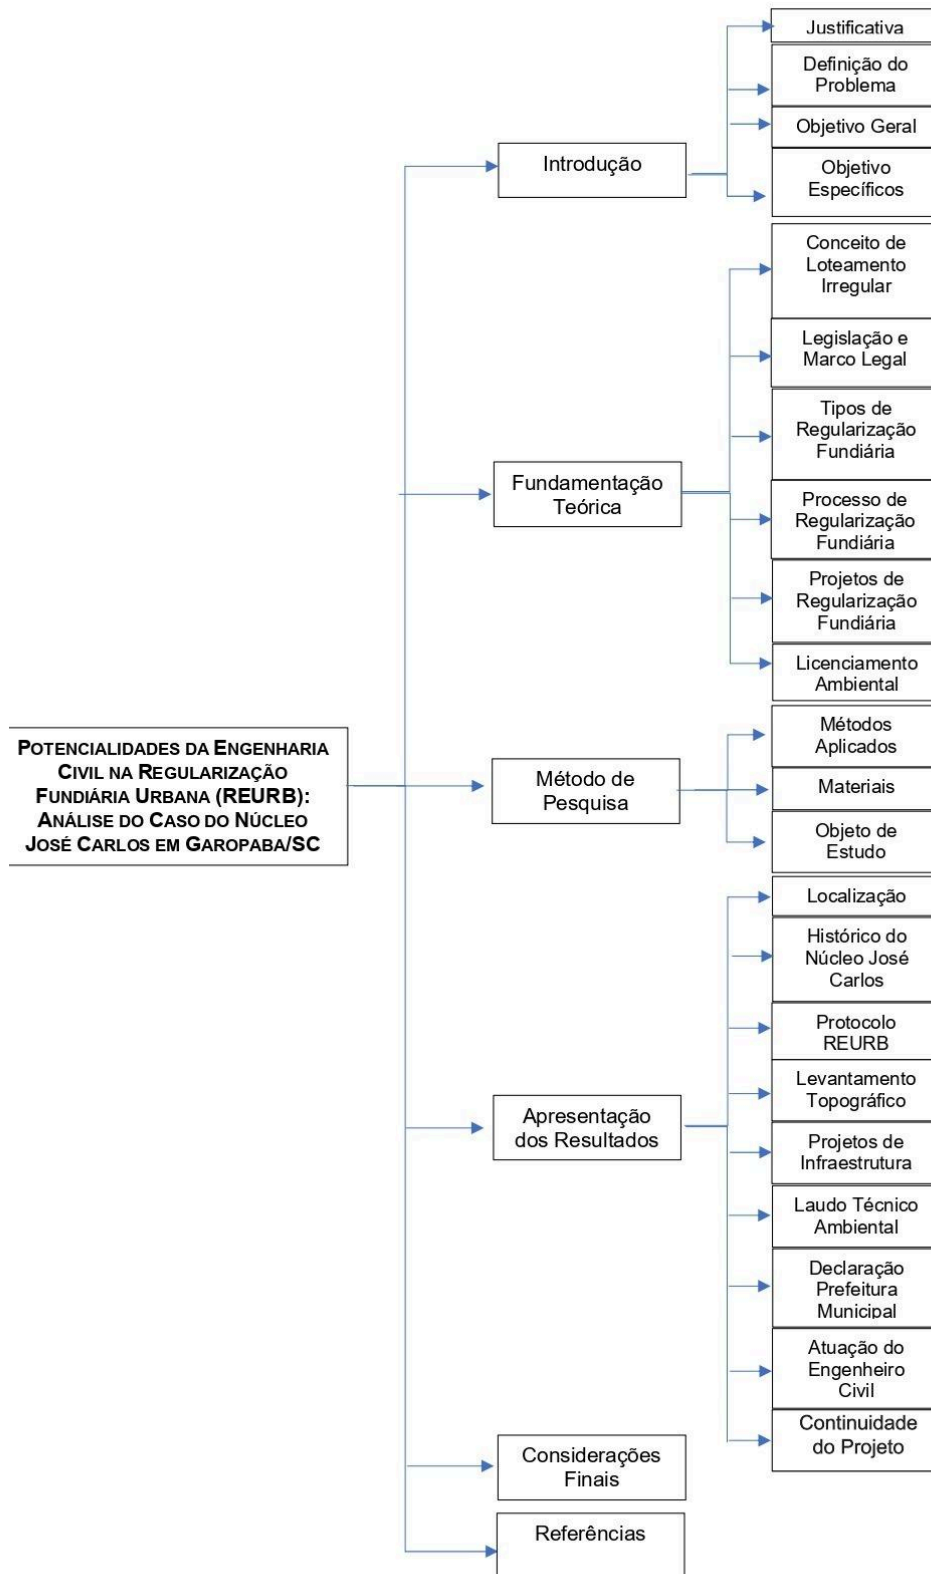 POTENCIALIDADES DA ENGENHARIA
CIVIL NA REGULARIZAÇÃO
FUNDIÁRIA URBANA (REURB):
ANÁLISE DO CASO DO NÚCLEO
JOSÉ CARLOS EM GAROPABA/SC
Introdução
Justificativa
Definição do
Problema
Objetivo Geral
Objetivo
Específicos
Fundamentação
Teórica
Conceito de
Loteamento
Irregular
Legislação e
Marco Legal
Tipos de
Regularização
Fundiária
Processo de
Regularização
Fundiária
Projetos de
Regularização
Fundiária
Licenciamento
Ambiental
Método de
Pesquisa
Métodos
Aplicados
Materiais
Objeto de
Estudo
Apresentação
dos Resultados
Localização
Histórico do
Núcleo José
Carlos
Protocolo
REURB
Levantamento
Topográfico
Projetos de
Infraestrutura
Laudo Técnico
Ambiental
Declaração
Prefeitura
Municipal
Atuação do
Engenheiro
Civil
Continuidade
do Projeto
Considerações
Finais
Referências